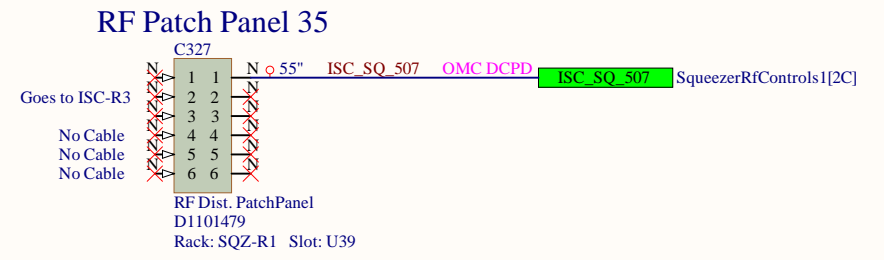 RF Patch Panel 35
C327
N 1 1 N 55" ISC_SQ_507 OMC DCPD ISC_SQ_507 SqueezerRfControls1[2C]
Goes to ISC-R3 N 2 2 N
N 3 3 N
No Cable N 4 4 N
No Cable N 5 5 N
No Cable N 6 6 N
RF Dist. PatchPanel
D1101479
Rack: SQZ-R1 Slot: U39